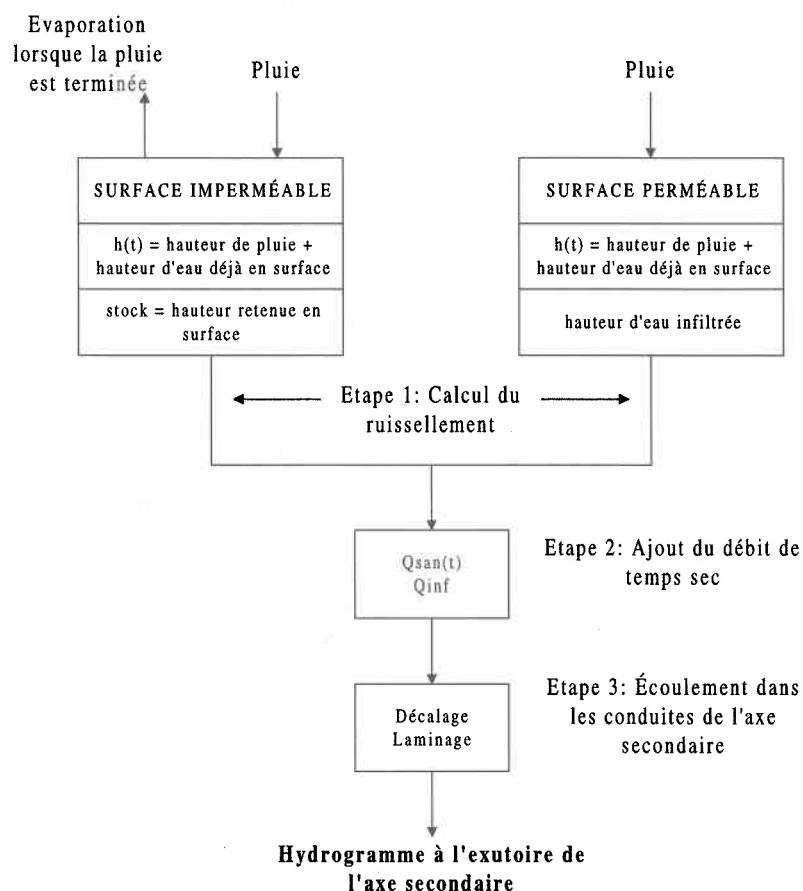 Evaporation
lorsque la pluie
est terminée
Pluie
Pluie
SURFACE IMPERMÉABLE
h(t) = hauteur de pluie +
hauteur d'eau déjà en surface
stock = hauteur retenue en
surface
SURFACE PERMÉABLE
h(t) = hauteur de pluie +
hauteur d'eau déjà en surface
hauteur d'eau infiltrée
Etape 1: Calcul du
ruissellement
Qsan(t)
Qinf
Etape 2: Ajout du débit de
temps sec
Décalage
Laminage
Etape 3: Écoulement dans
les conduites de l'axe
secondaire
Hydrogramme à l'exutoire de
l'axe secondaire